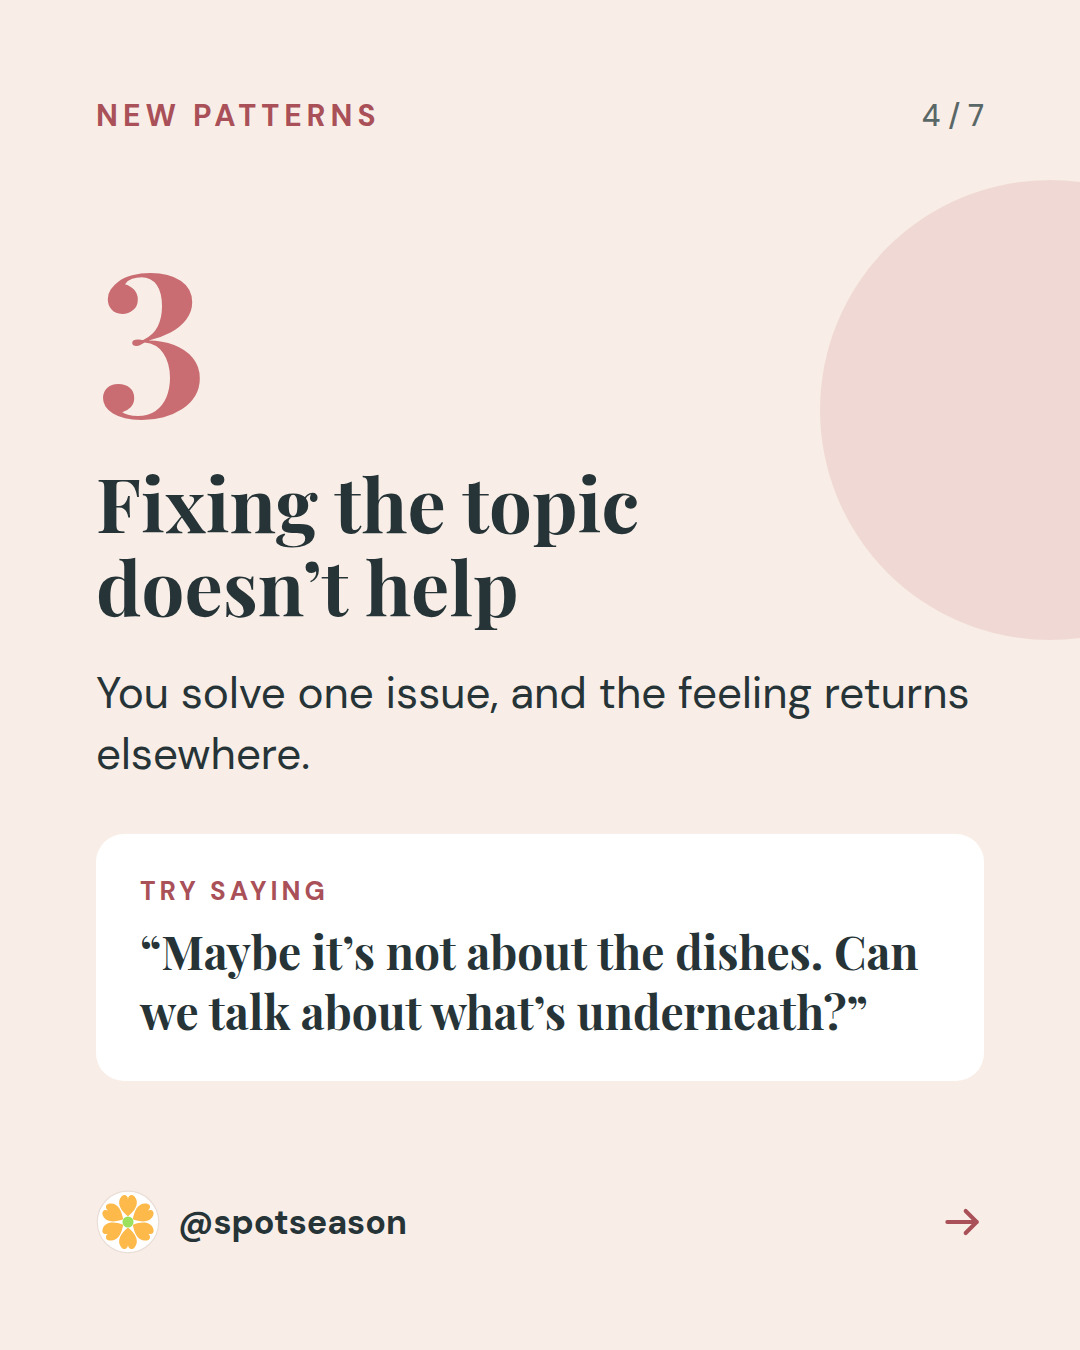 NEW PATTERNS
4 / 7
3
Fixing the topic
doesn’t help
You solve one issue, and the feeling returns
elsewhere.
TRY SAYING
“Maybe it’s not about the dishes. Can
we talk about what’s underneath?”
@spotseason